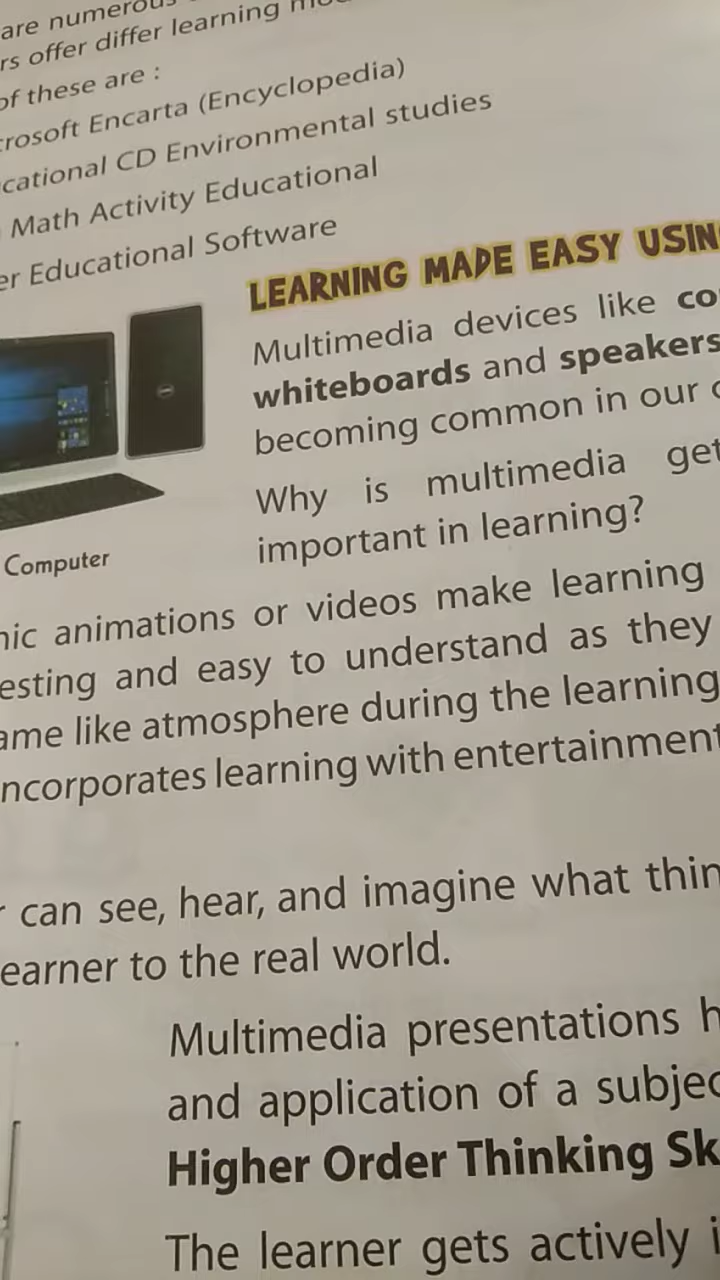 are numerous
rs offer differ learning
of these are :
crosoft Encarta (Encyclopedia)
cational CD Environmental studies
Math Activity Educational
er Educational Software
LEARNING MADE EASY USIN
Multimedia devices like co
whiteboards and speakers
becoming common in our
Why is multimedia get
important in learning?
Computer
nic animations or videos make learning
esting and easy to understand as they
ame like atmosphere during the learning
ncorporates learning with entertainment
r can see, hear, and imagine what thin
earner to the real world.
Multimedia presentations h
and application of a subjec
Higher Order Thinking Sk
The learner gets actively i